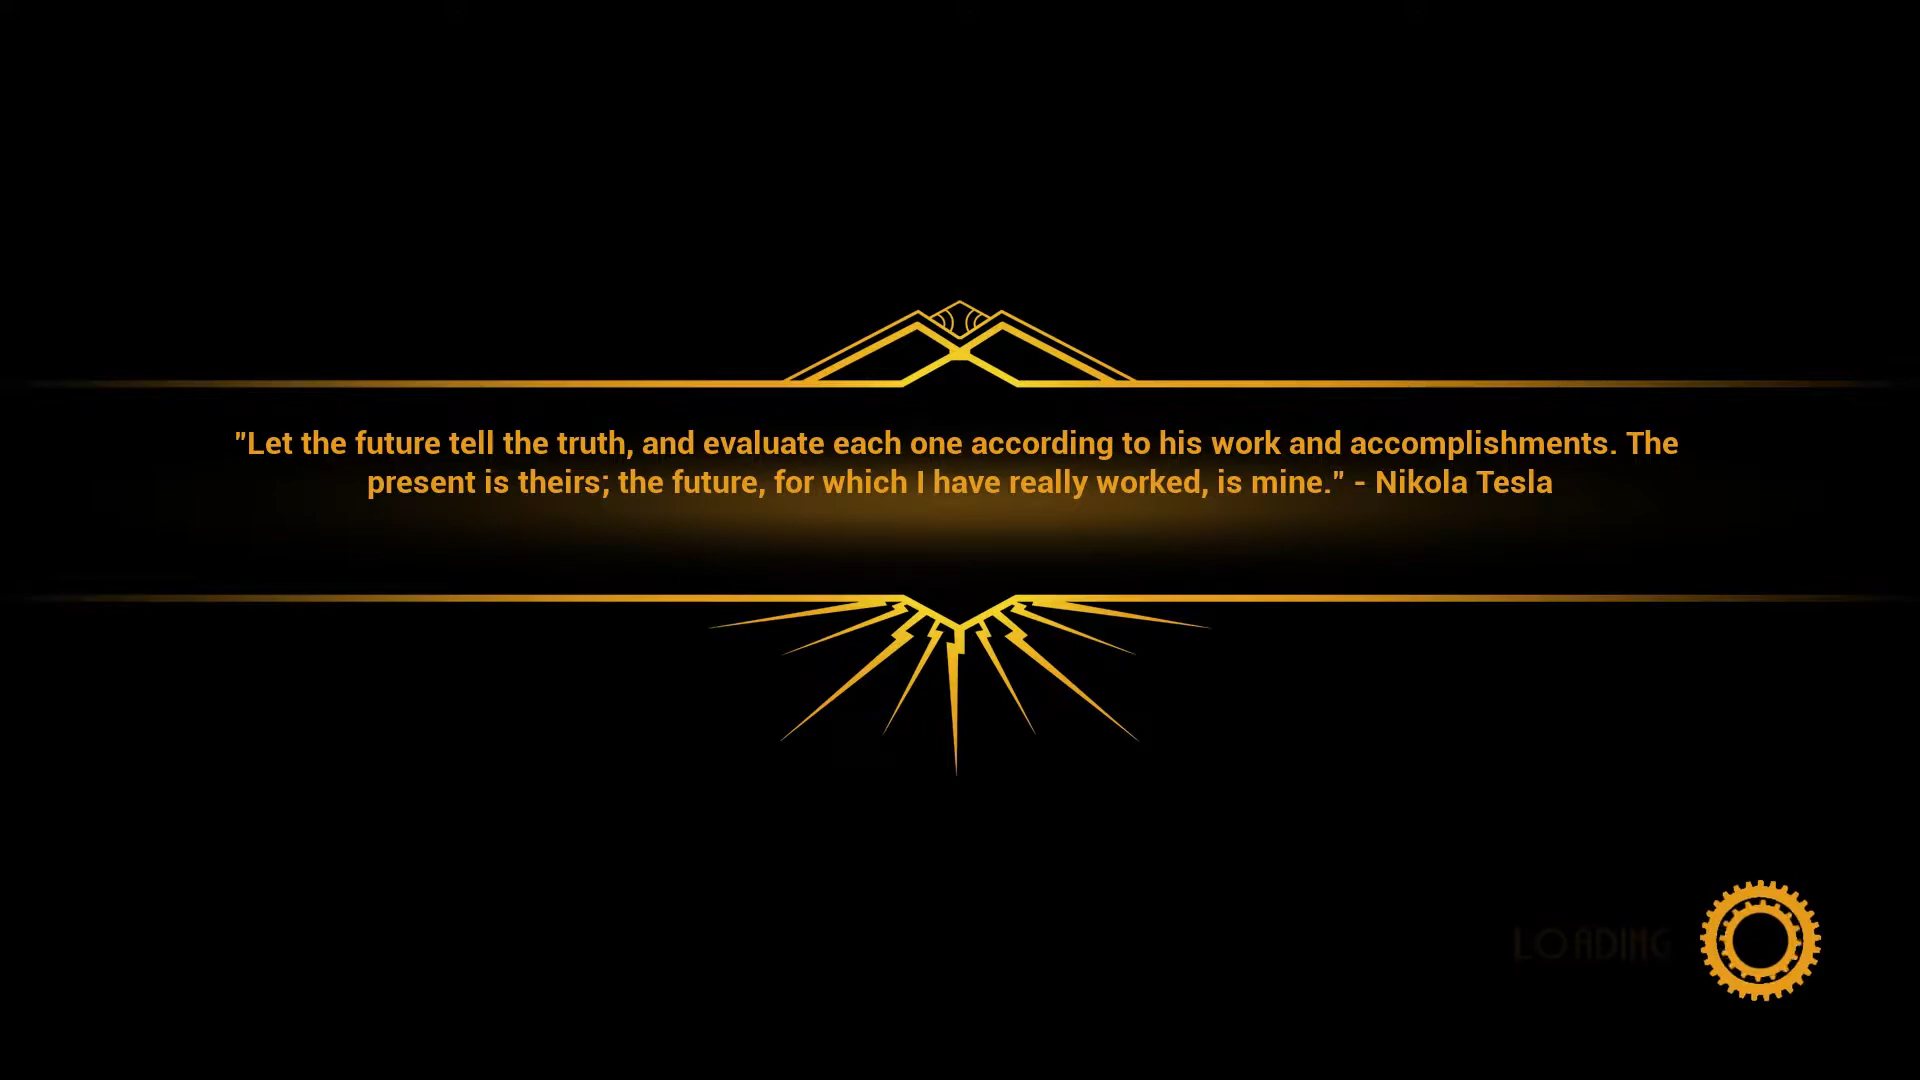 "Let the future tell the truth, and evaluate each one according to his work and accomplishments. The
present is theirs; the future, for which I have really worked, is mine." - Nikola Tesla
LOADING